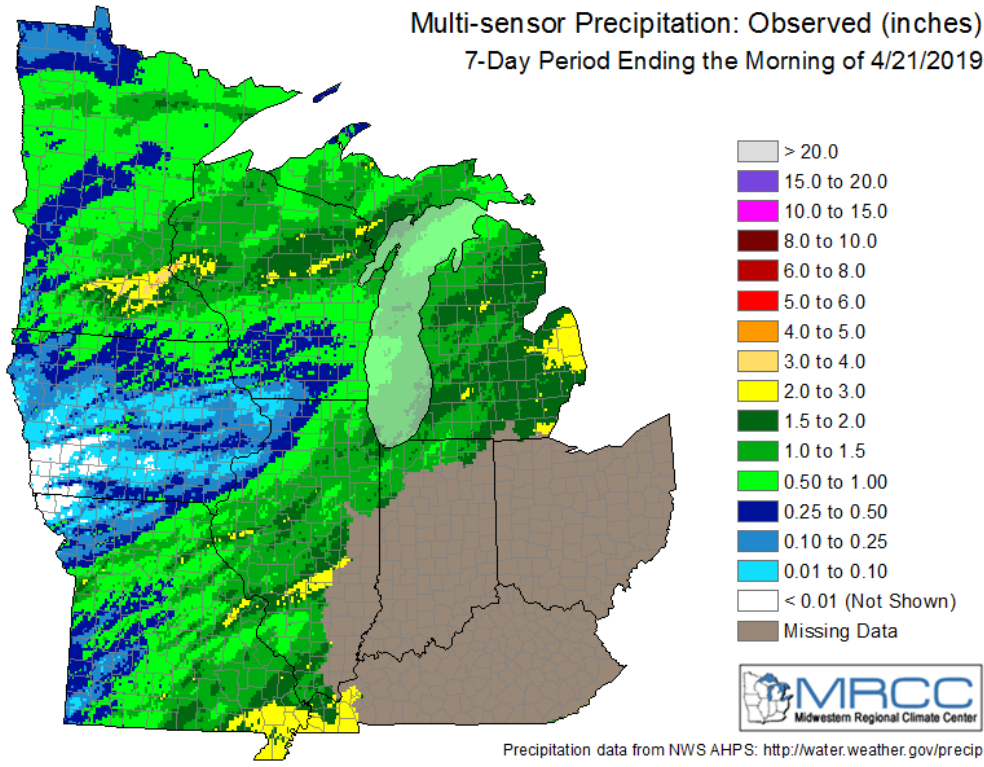 Multi-sensor Precipitation: Observed (inches)
7-Day Period Ending the Morning of 4/21/2019
> 20.0
15.0 to 20.0
10.0 to 15.0
8.0 to 10.0
6.0 to 8.0
5.0 to 6.0
4.0 to 5.0
3.0 to 4.0
2.0 to 3.0
1.5 to 2.0
1.0 to 1.5
0.50 to 1.00
0.25 to 0.50
0.10 to 0.25
0.01 to 0.10
< 0.01 (Not Shown)
Missing Data
MRCC
Midwestern Regional Climate Center
Precipitation data from NWS AHPS: http://water.weather.gov/precip